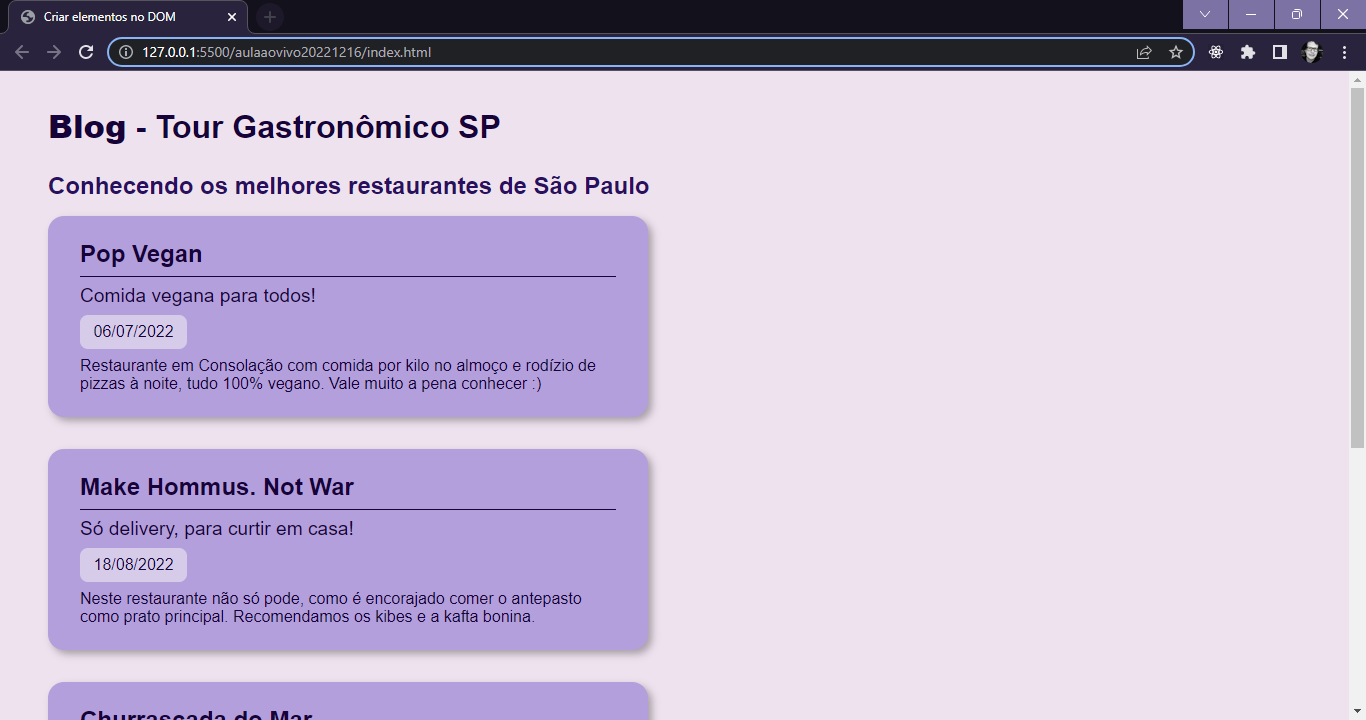 Criar elementos no DOM
127.0.0.1:5500/aulaaovivo20221216/index.html
Blog - Tour Gastronômico SP
Conhecendo os melhores restaurantes de São Paulo
Pop Vegan
Comida vegana para todos!
06/07/2022
Restaurante em Consolação com comida por kilo no almoço e rodízio de
pizzas à noite, tudo 100% vegano. Vale muito a pena conhecer :)
Make Hommus. Not War
Só delivery, para curtir em casa!
18/08/2022
Neste restaurante não só pode, como é encorajado comer o antepasto
como prato principal. Recomendamos os kibes e a kafta bonina.
Churrascada do Mar